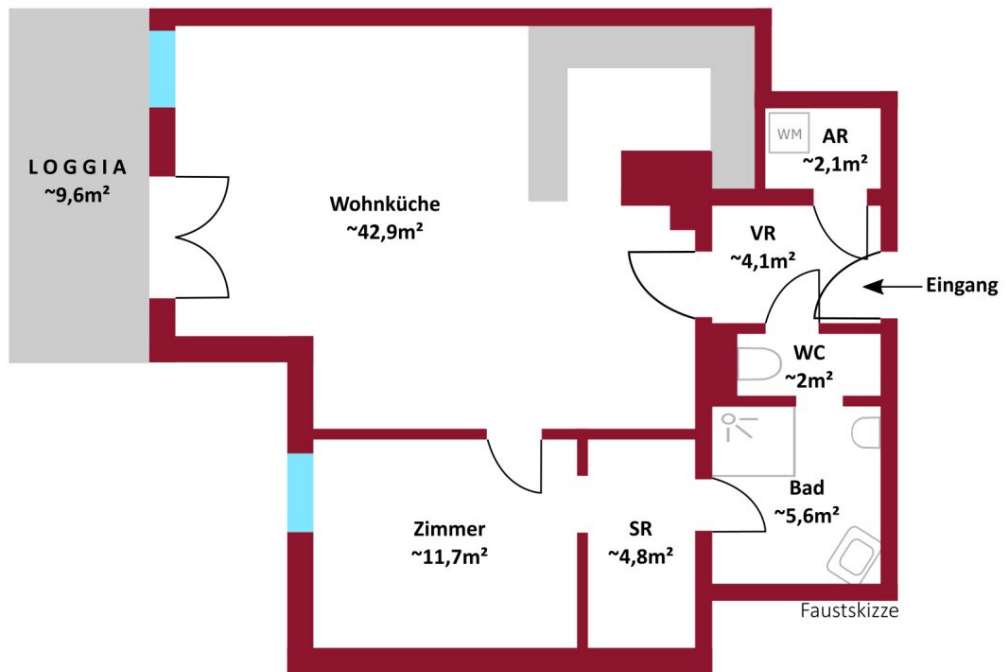 LOGGIA
~9,6m²
Wohnküche
~42,9m²
WM
AR
~2,1m²
VR
~4,1m²
Eingang
WC
~2m²
Bad
~5,6m²
Zimmer
~11,7m²
SR
~4,8m²
Faustskizze